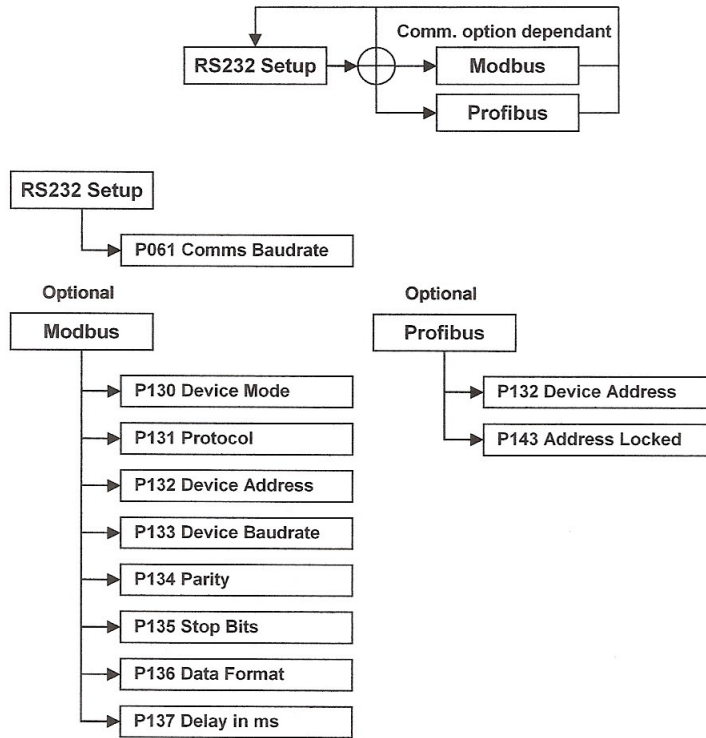 Comm. option dependant
RS232 Setup
Modbus
Profibus
RS232 Setup
P061 Comms Baudrate
Optional
Modbus
P130 Device Mode
P131 Protocol
P132 Device Address
P133 Device Baudrate
P134 Parity
P135 Stop Bits
P136 Data Format
P137 Delay in ms
Optional
Profibus
P132 Device Address
P143 Address Locked